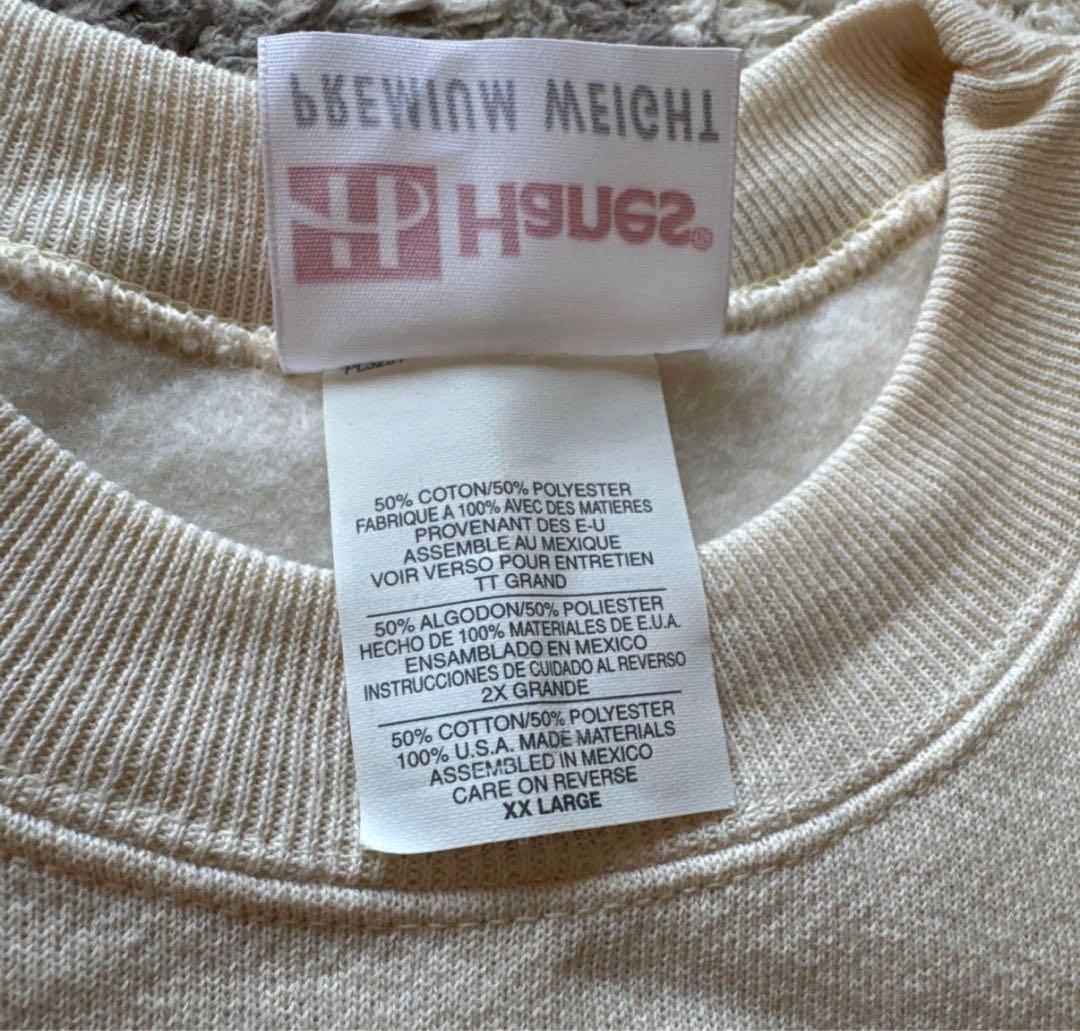 PREMIUM WEIGHT
H Hanes®
50% COTON/50% POLYESTER
FABRIQUE A 100% AVEC DES MATIERES
PROVENANT DES E-U
ASSEMBLE AU MEXIQUE
VOIR VERSO POUR ENTRETIEN
TT GRAND
50% ALGODON/50% POLIESTER
HECHO DE 100% MATERIALES DE E.U.A.
ENSAMBLADO EN MEXICO
INSTRUCCIONES DE CUIDADO AL REVERSO
2X GRANDE
50% COTTON/50% POLYESTER
100% U.S.A. MADE MATERIALS
ASSEMBLED IN MEXICO
CARE ON REVERSE
XX LARGE